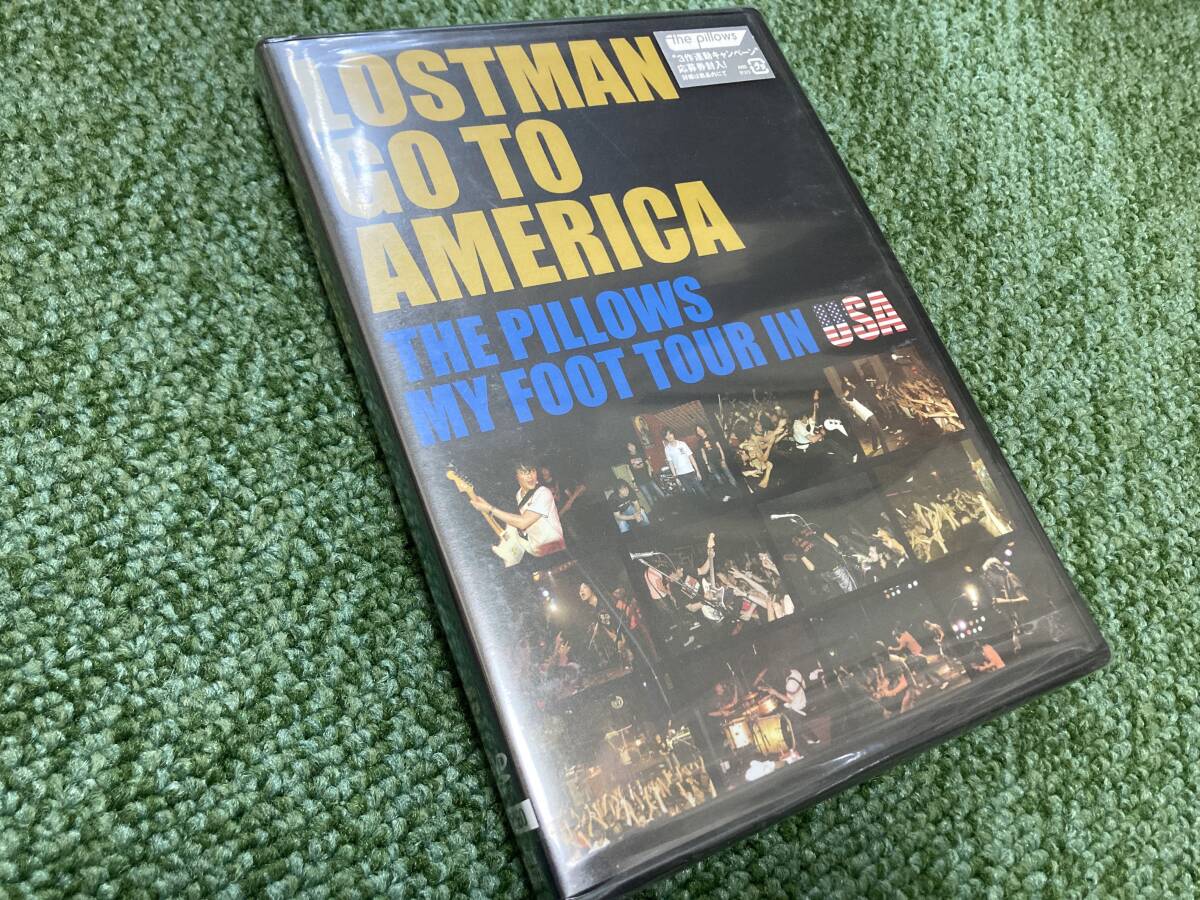 LOSTMAN
GO TO
AMERICA
THE PILLOWS
MY FOOT TOUR IN USA
the pillows
"3作連動キャンペーン"
応募券封入!